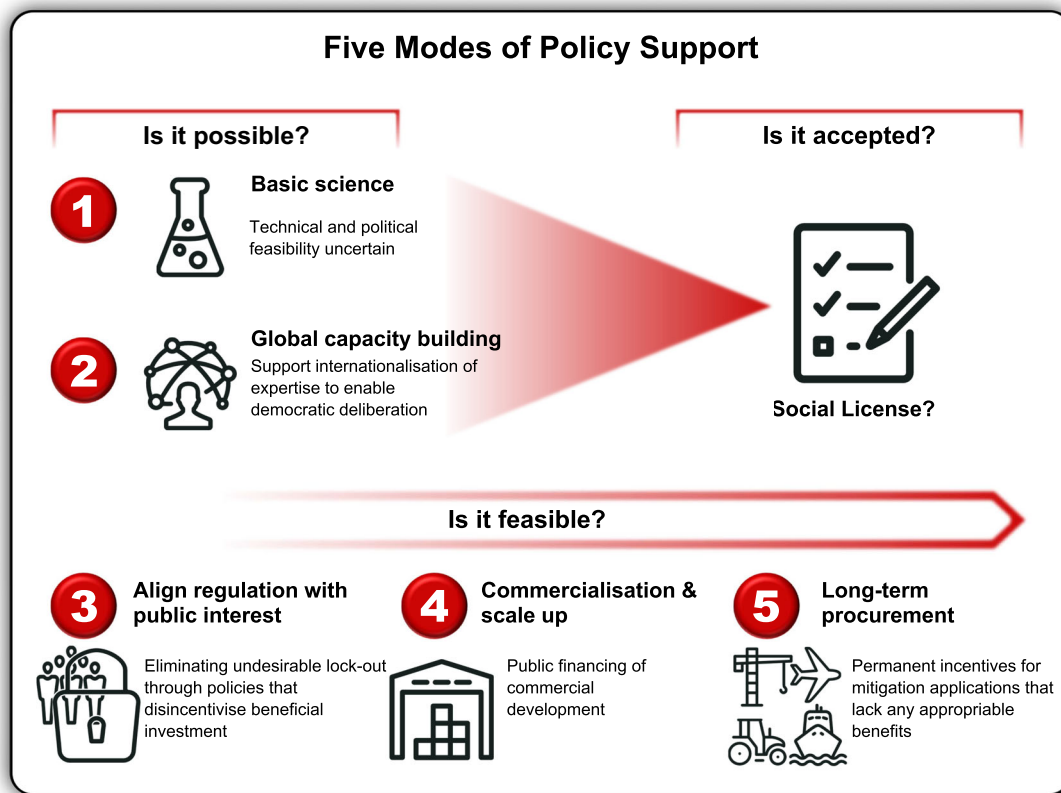 Five Modes of Policy Support
Is it possible?
1
Basic science
Technical and political
feasibility uncertain
2
Global capacity building
Support internationalisation of
expertise to enable
democratic deliberation
Is it accepted?
Social License?
Is it feasible?
3
Align regulation with
public interest
Eliminating undesirable lock-out
through policies that
disincentivise beneficial
investment
4
Commercialisation &
scale up
Public financing of
commercial
development
5
Long-term
procurement
Permanent incentives for
mitigation applications that
lack any appropriable
benefits